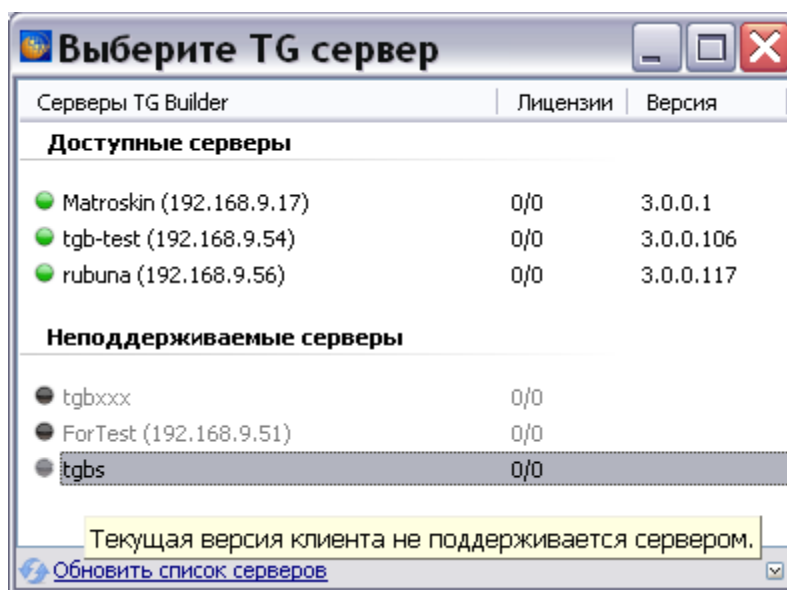 Выберите TG сервер
Серверы TG Builder Лицензии Версия
Доступные серверы
Matroskin (192.168.9.17) 0/0 3.0.0.1
tgb-test (192.168.9.54) 0/0 3.0.0.106
rubuna (192.168.9.56) 0/0 3.0.0.117
Неподдерживаемые серверы
tgbxxx 0/0
ForTest (192.168.9.51) 0/0
tgbs 0/0
Текущая версия клиента не поддерживается сервером.
Обновить список серверов